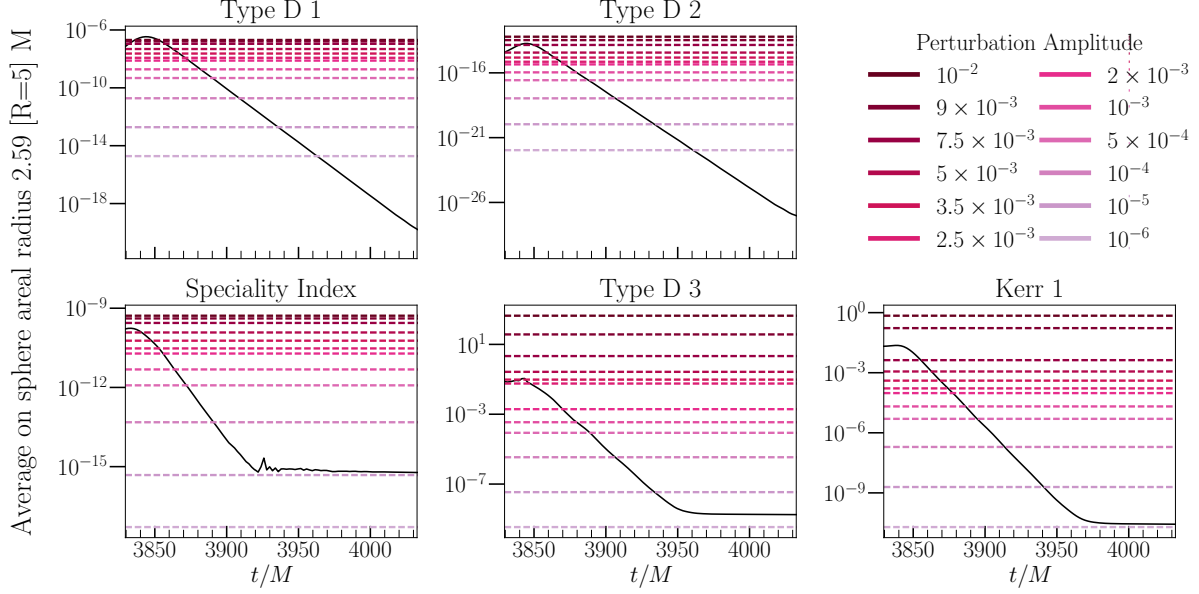 Average on sphere areal radius 2.59 [R=5] M
Type D 1
10⁻⁶
10⁻¹⁰
10⁻¹⁴
10⁻¹⁸
Type D 2
10⁻¹⁶
10⁻²¹
10⁻²⁶
Perturbation Amplitude
10⁻² 2 × 10⁻³
9 × 10⁻³ 10⁻³
7.5 × 10⁻³ 5 × 10⁻⁴
5 × 10⁻³ 10⁻⁴
3.5 × 10⁻³ 10⁻⁵
2.5 × 10⁻³ 10⁻⁶
Speciality Index
10⁻⁹
10⁻¹²
10⁻¹⁵
3850 3900 3950 4000
t/M
Type D 3
10¹
10⁻³
10⁻⁷
3850 3900 3950 4000
t/M
Kerr 1
10⁰
10⁻³
10⁻⁶
10⁻⁹
3850 3900 3950 4000
t/M